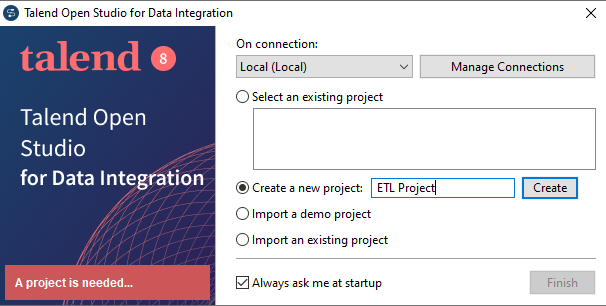 Talend Open Studio for Data Integration
talend 8
Talend Open
Studio
for Data Integration
A project is needed...
On connection:
Local (Local)
Manage Connections
Select an existing project
Create a new project:
ETL Project
Create
Import a demo project
Import an existing project
Always ask me at startup
Finish